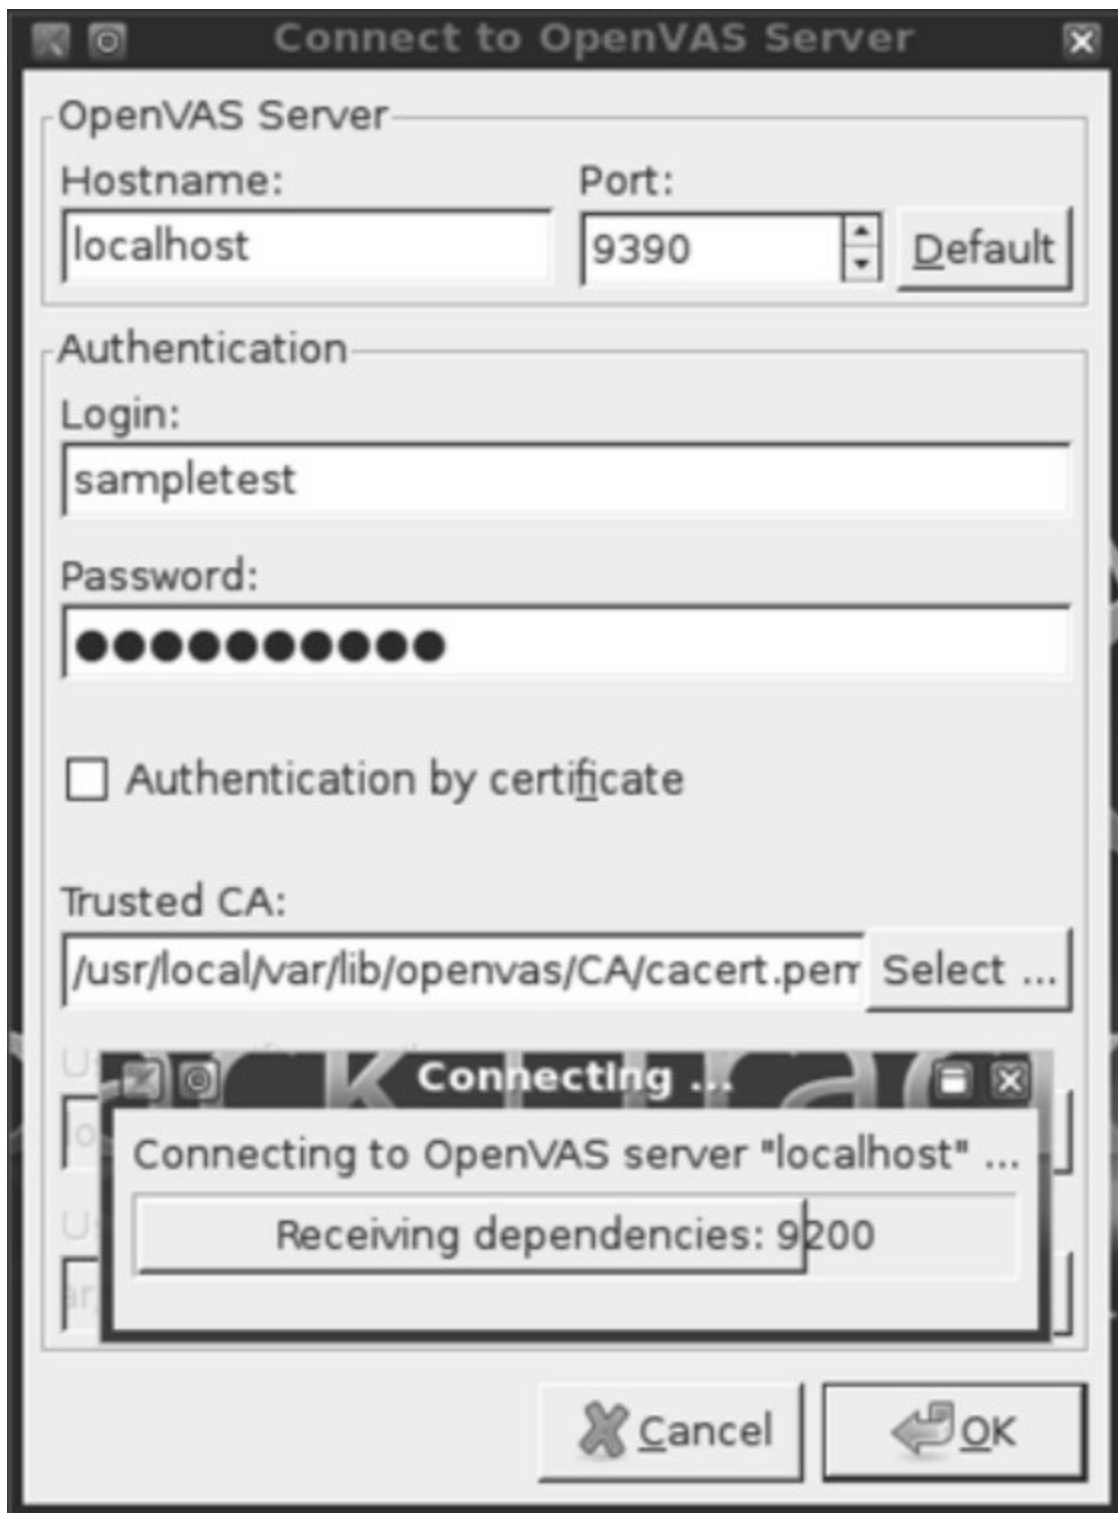 Connect to OpenVAS Server
OpenVAS Server
Hostname: Port:
localhost 9390 Default
Authentication
Login:
sampletest
Password:
●●●●●●●●●●
Authentication by certificate
Trusted CA:
/usr/local/var/lib/openvas/CA/cacert.pem Select ...
Connecting ...
Connecting to OpenVAS server "localhost" ...
Receiving dependencies: 9200
Cancel OK